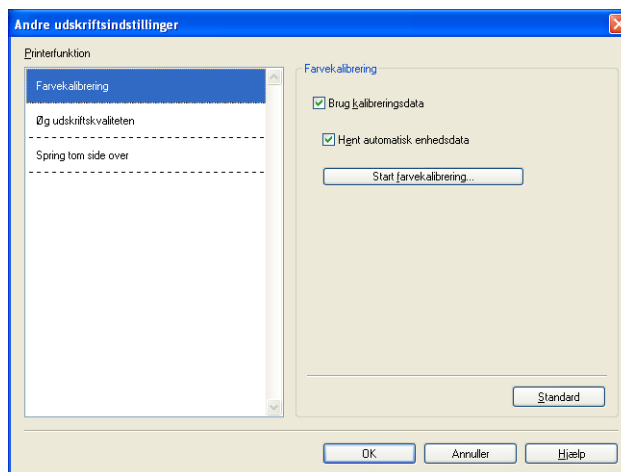 Andre udskriftsindstillinger
Printerfunktion
Farvekalibrering
Øg udskriftskvaliteten
Spring tom side over
Farvekalibrering
Brug kalibreringsdata
Hent automatisk enhedsdata
Start farvekalibrering...
Standard
OK
Annuller
Hjælp